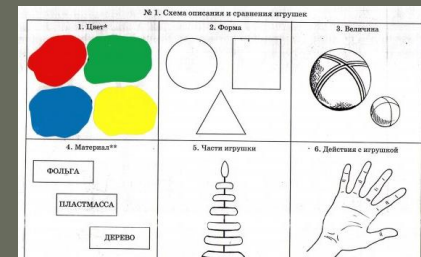 № 1. Схема описания и сравнения игрушек
1. Цвет*
2. Форма
3. Величина
4. Материал**
5. Части игрушки
6. Действия с игрушкой
ФОЛЬГА
ПЛАСТМАССА
ДЕРЕВО